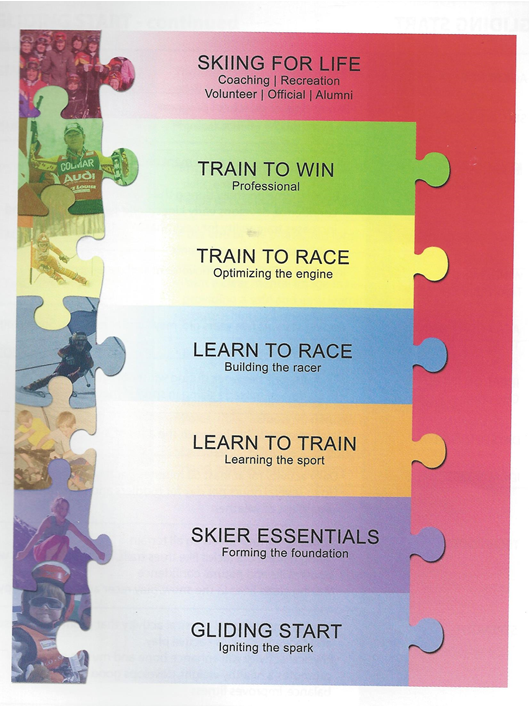 SKIING FOR LIFE
Coaching | Recreation
Volunteer | Official | Alumni
TRAIN TO WIN
Professional
COLMAR
Audi
TRAIN TO RACE
Optimizing the engine
LEARN TO RACE
Building the racer
LEARN TO TRAIN
Learning the sport
SKIER ESSENTIALS
Forming the foundation
GLIDING START
Igniting the spark